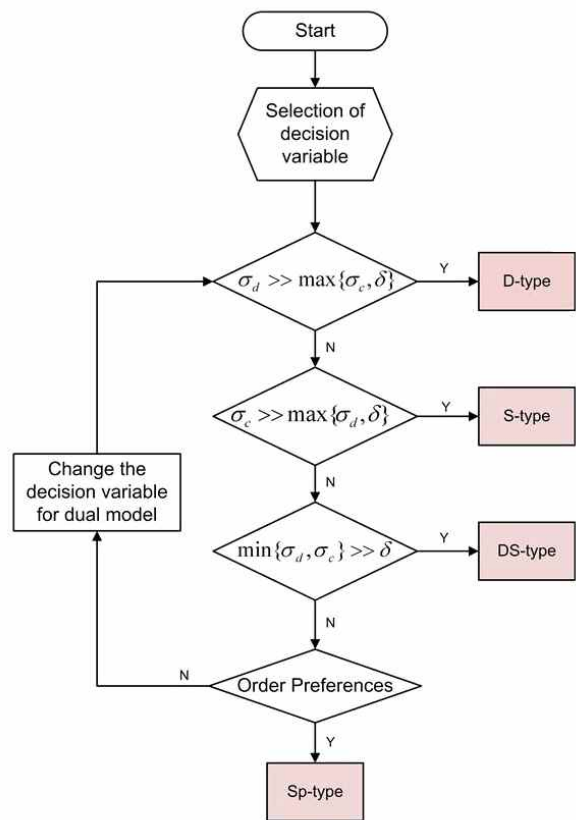 Start
Selection of
decision
variable
σ_d >> max{σ_c, δ}
Y
D-type
N
σ_c >> max{σ_d, δ}
Y
S-type
Change the
decision variable
for dual model
N
min{σ_d, σ_c} >> δ
Y
DS-type
N
N
Order Preferences
Y
Sp-type